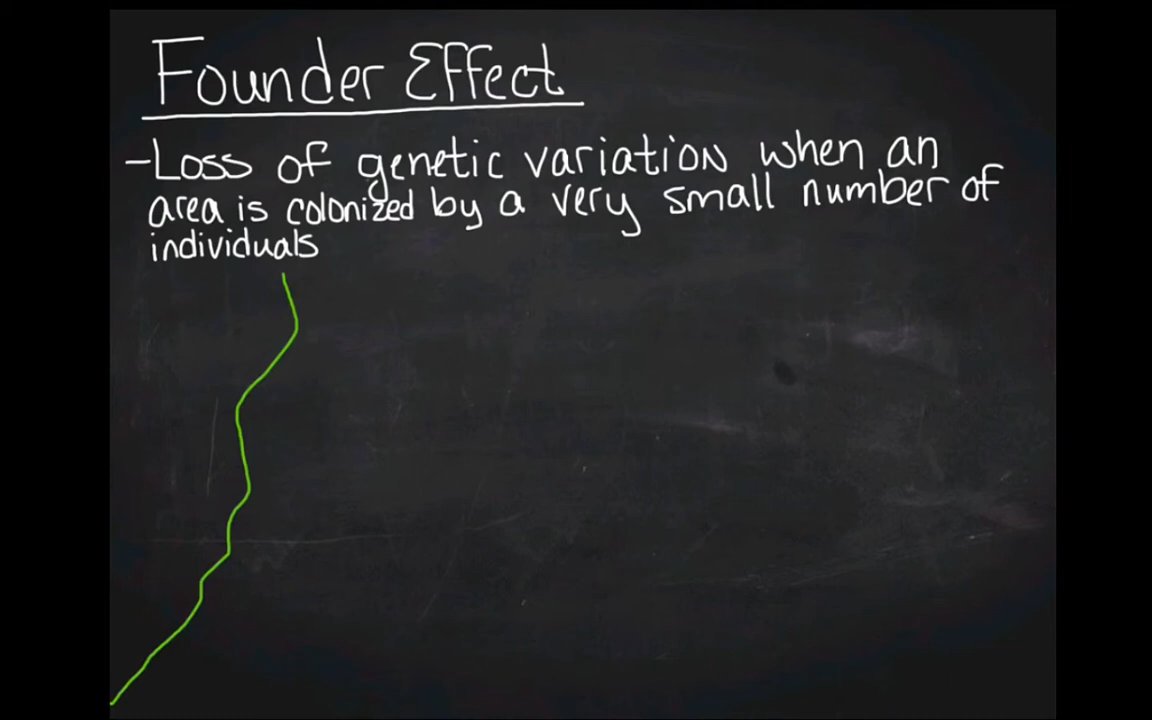 Founder Effect
-Loss of genetic variation when an
area is colonized by a very small number of
individuals